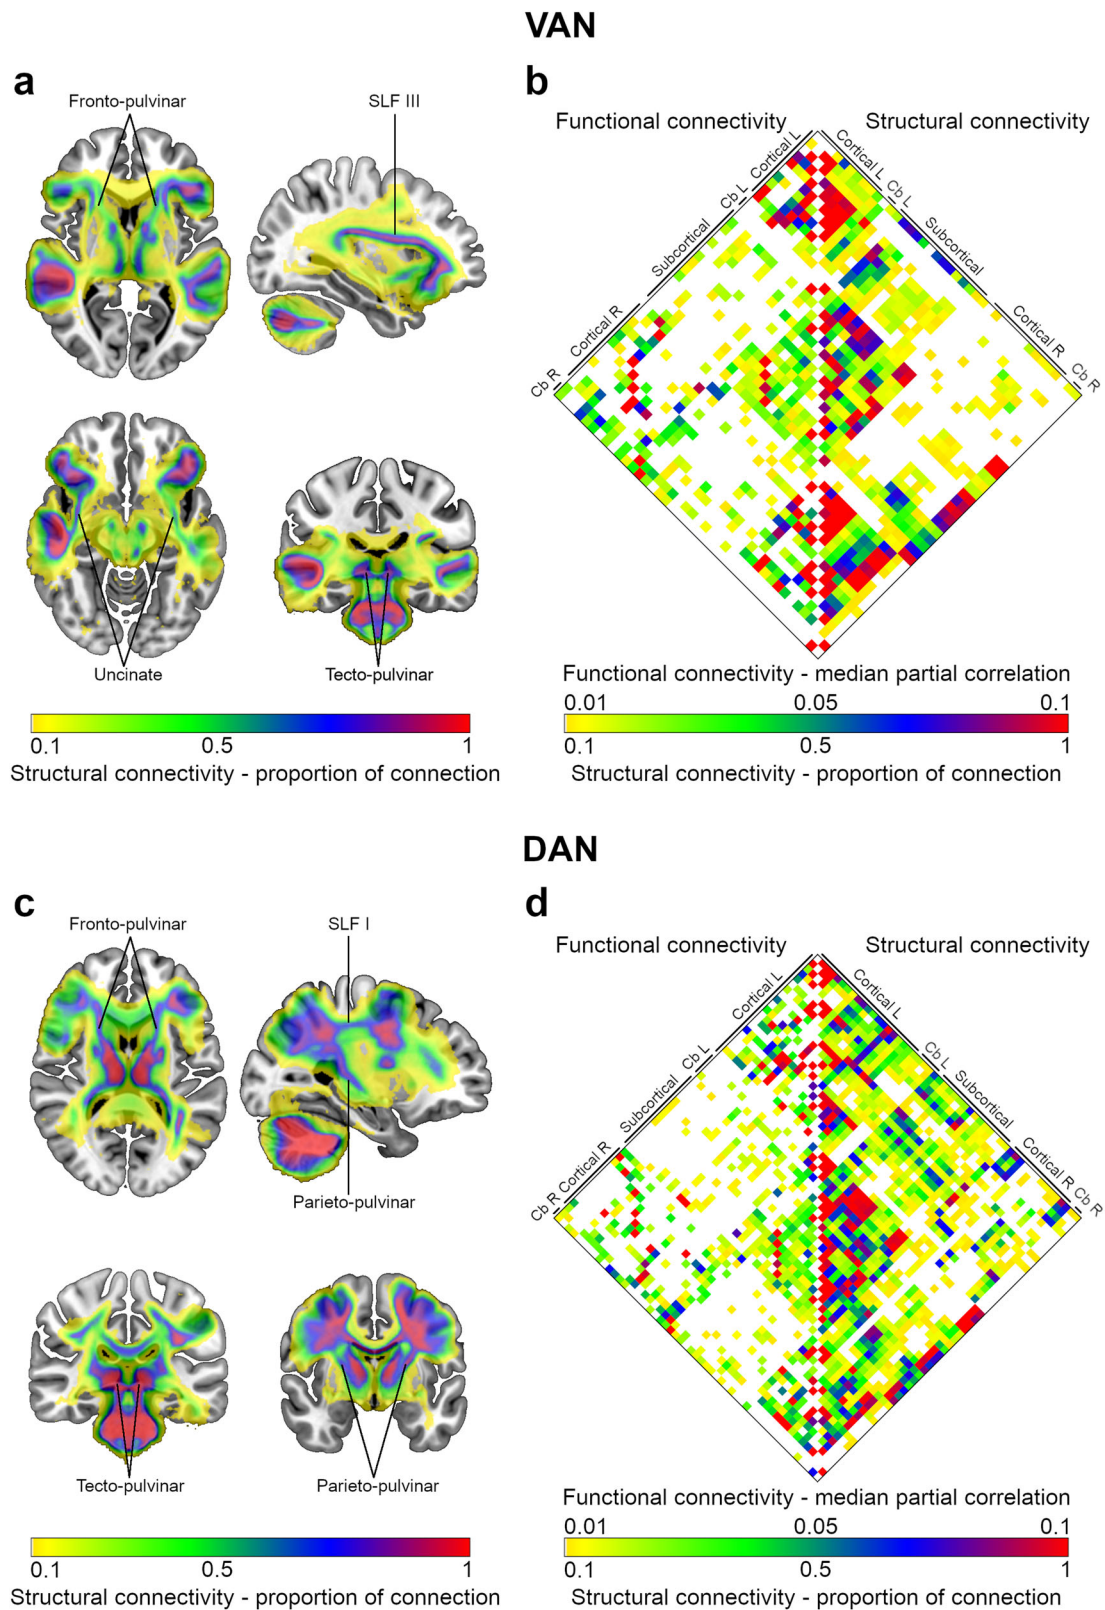 VAN
a
Fronto-pulvinar
SLF III
Uncinate
Tecto-pulvinar
0.1 0.5 1
Structural connectivity - proportion of connection
b
Functional connectivity
Structural connectivity
Cortical L
Cb L
Subcortical
Cortical R
Cb R
Cortical L
Cb L
Subcortical
Cortical R
Cb R
Functional connectivity - median partial correlation
0.01 0.05 0.1
0.1 0.5 1
Structural connectivity - proportion of connection
DAN
c
Fronto-pulvinar
SLF I
Parieto-pulvinar
Tecto-pulvinar
Parieto-pulvinar
0.1 0.5 1
Structural connectivity - proportion of connection
d
Functional connectivity
Structural connectivity
Cortical L
Cb L
Subcortical
Cortical R
Cb R
Cortical L
Cb L
Subcortical
Cortical R
Cb R
Functional connectivity - median partial correlation
0.01 0.05 0.1
0.1 0.5 1
Structural connectivity - proportion of connection